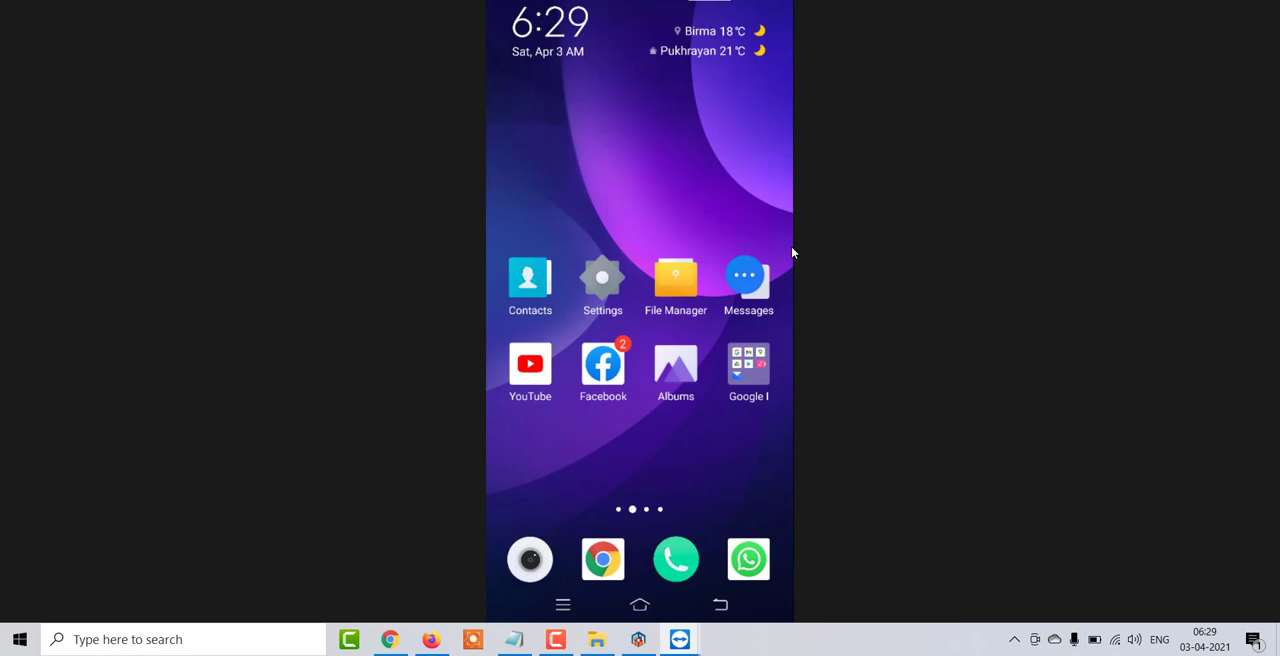 6:29
Birma 18℃
Sat, Apr 3 AM
Pukhrayan 21℃
Contacts
Settings
File Manager
Messages
2
YouTube
Facebook
Albums
Google I
Type here to search
ENG
06:29
03-04-2021
1